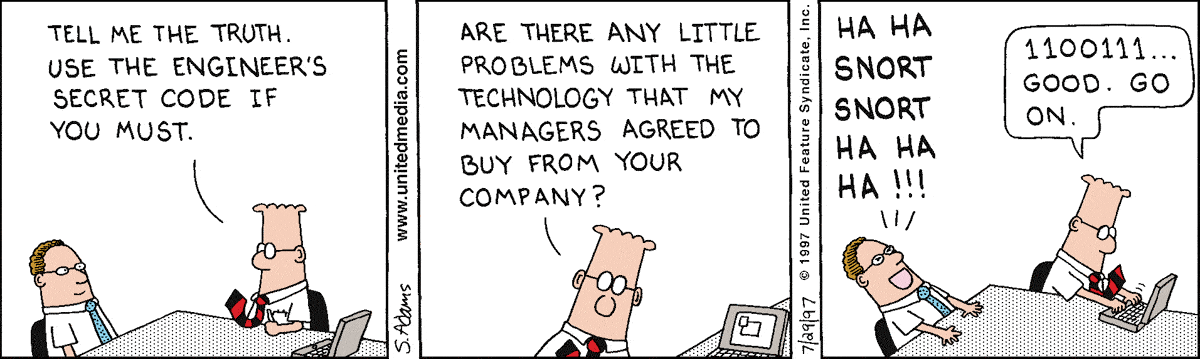 TELL ME THE TRUTH.
USE THE ENGINEER'S
SECRET CODE IF
YOU MUST.
www.unitedmedia.com
S.Adams
ARE THERE ANY LITTLE
PROBLEMS WITH THE
TECHNOLOGY THAT MY
MANAGERS AGREED TO
BUY FROM YOUR
COMPANY?
7/29/97 © 1997 United Feature Syndicate, Inc.
HA HA
SNORT
SNORT
HA HA
HA !!!
1100111...
GOOD. GO
ON.